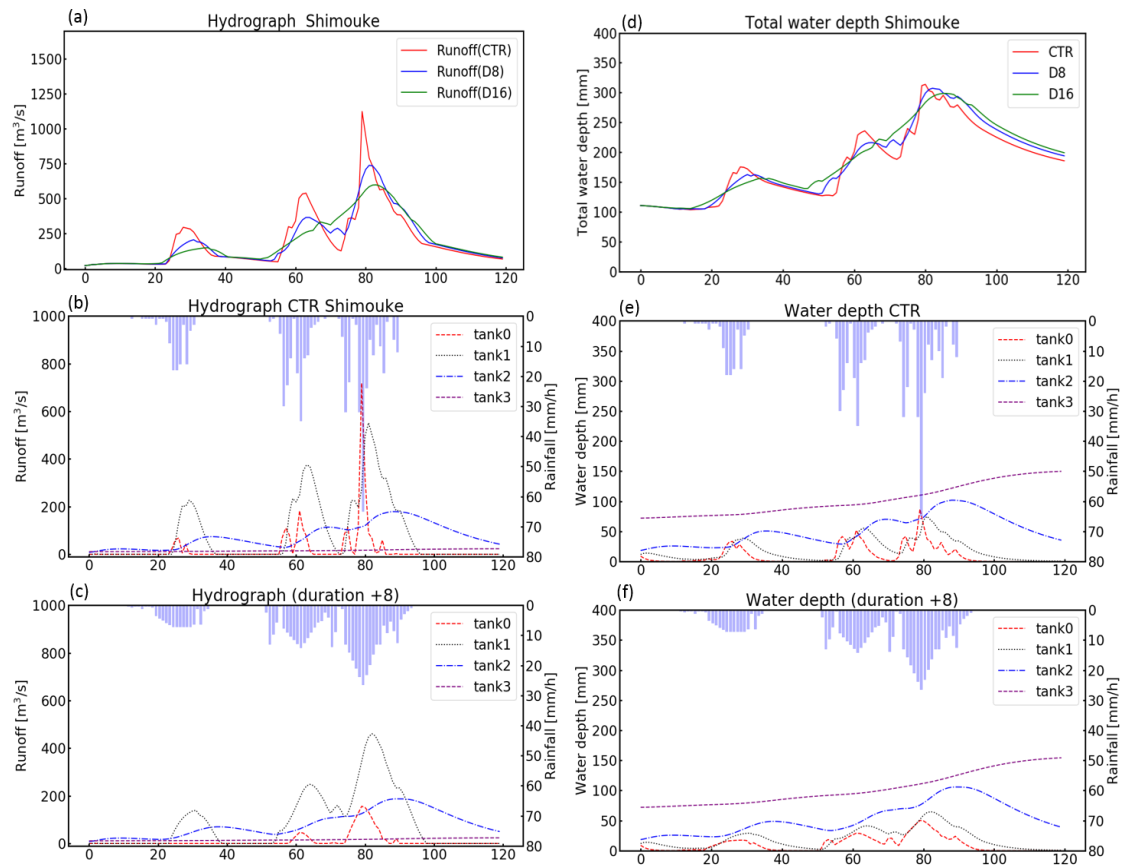 (a) Hydrograph Shimouke
Runoff [m³/s]
1500
1250
1000
750
500
250
0
Runoff(CTR)
Runoff(D8)
Runoff(D16)
0 20 40 60 80 100 120
(d) Total water depth Shimouke
Total water depth [mm]
400
350
300
250
200
150
100
50
0
CTR
D8
D16
0 20 40 60 80 100 120
(b) Hydrograph CTR Shimouke
Runoff [m³/s]
1000
800
600
400
200
0
tank0
tank1
tank2
tank3
0
10
20
30
40
50
60
70
80
Rainfall [mm/h]
0 20 40 60 80 100 120
(e) Water depth CTR
Water depth [mm]
400
350
300
250
200
150
100
50
0
tank0
tank1
tank2
tank3
0
10
20
30
40
50
60
70
80
Rainfall [mm/h]
0 20 40 60 80 100 120
(c) Hydrograph (duration +8)
Runoff [m³/s]
1000
800
600
400
200
0
tank0
tank1
tank2
tank3
0
10
20
30
40
50
60
70
80
Rainfall [mm/h]
0 20 40 60 80 100 120
(f) Water depth (duration +8)
Water depth [mm]
400
350
300
250
200
150
100
50
0
tank0
tank1
tank2
tank3
0
10
20
30
40
50
60
70
80
Rainfall [mm/h]
0 20 40 60 80 100 120